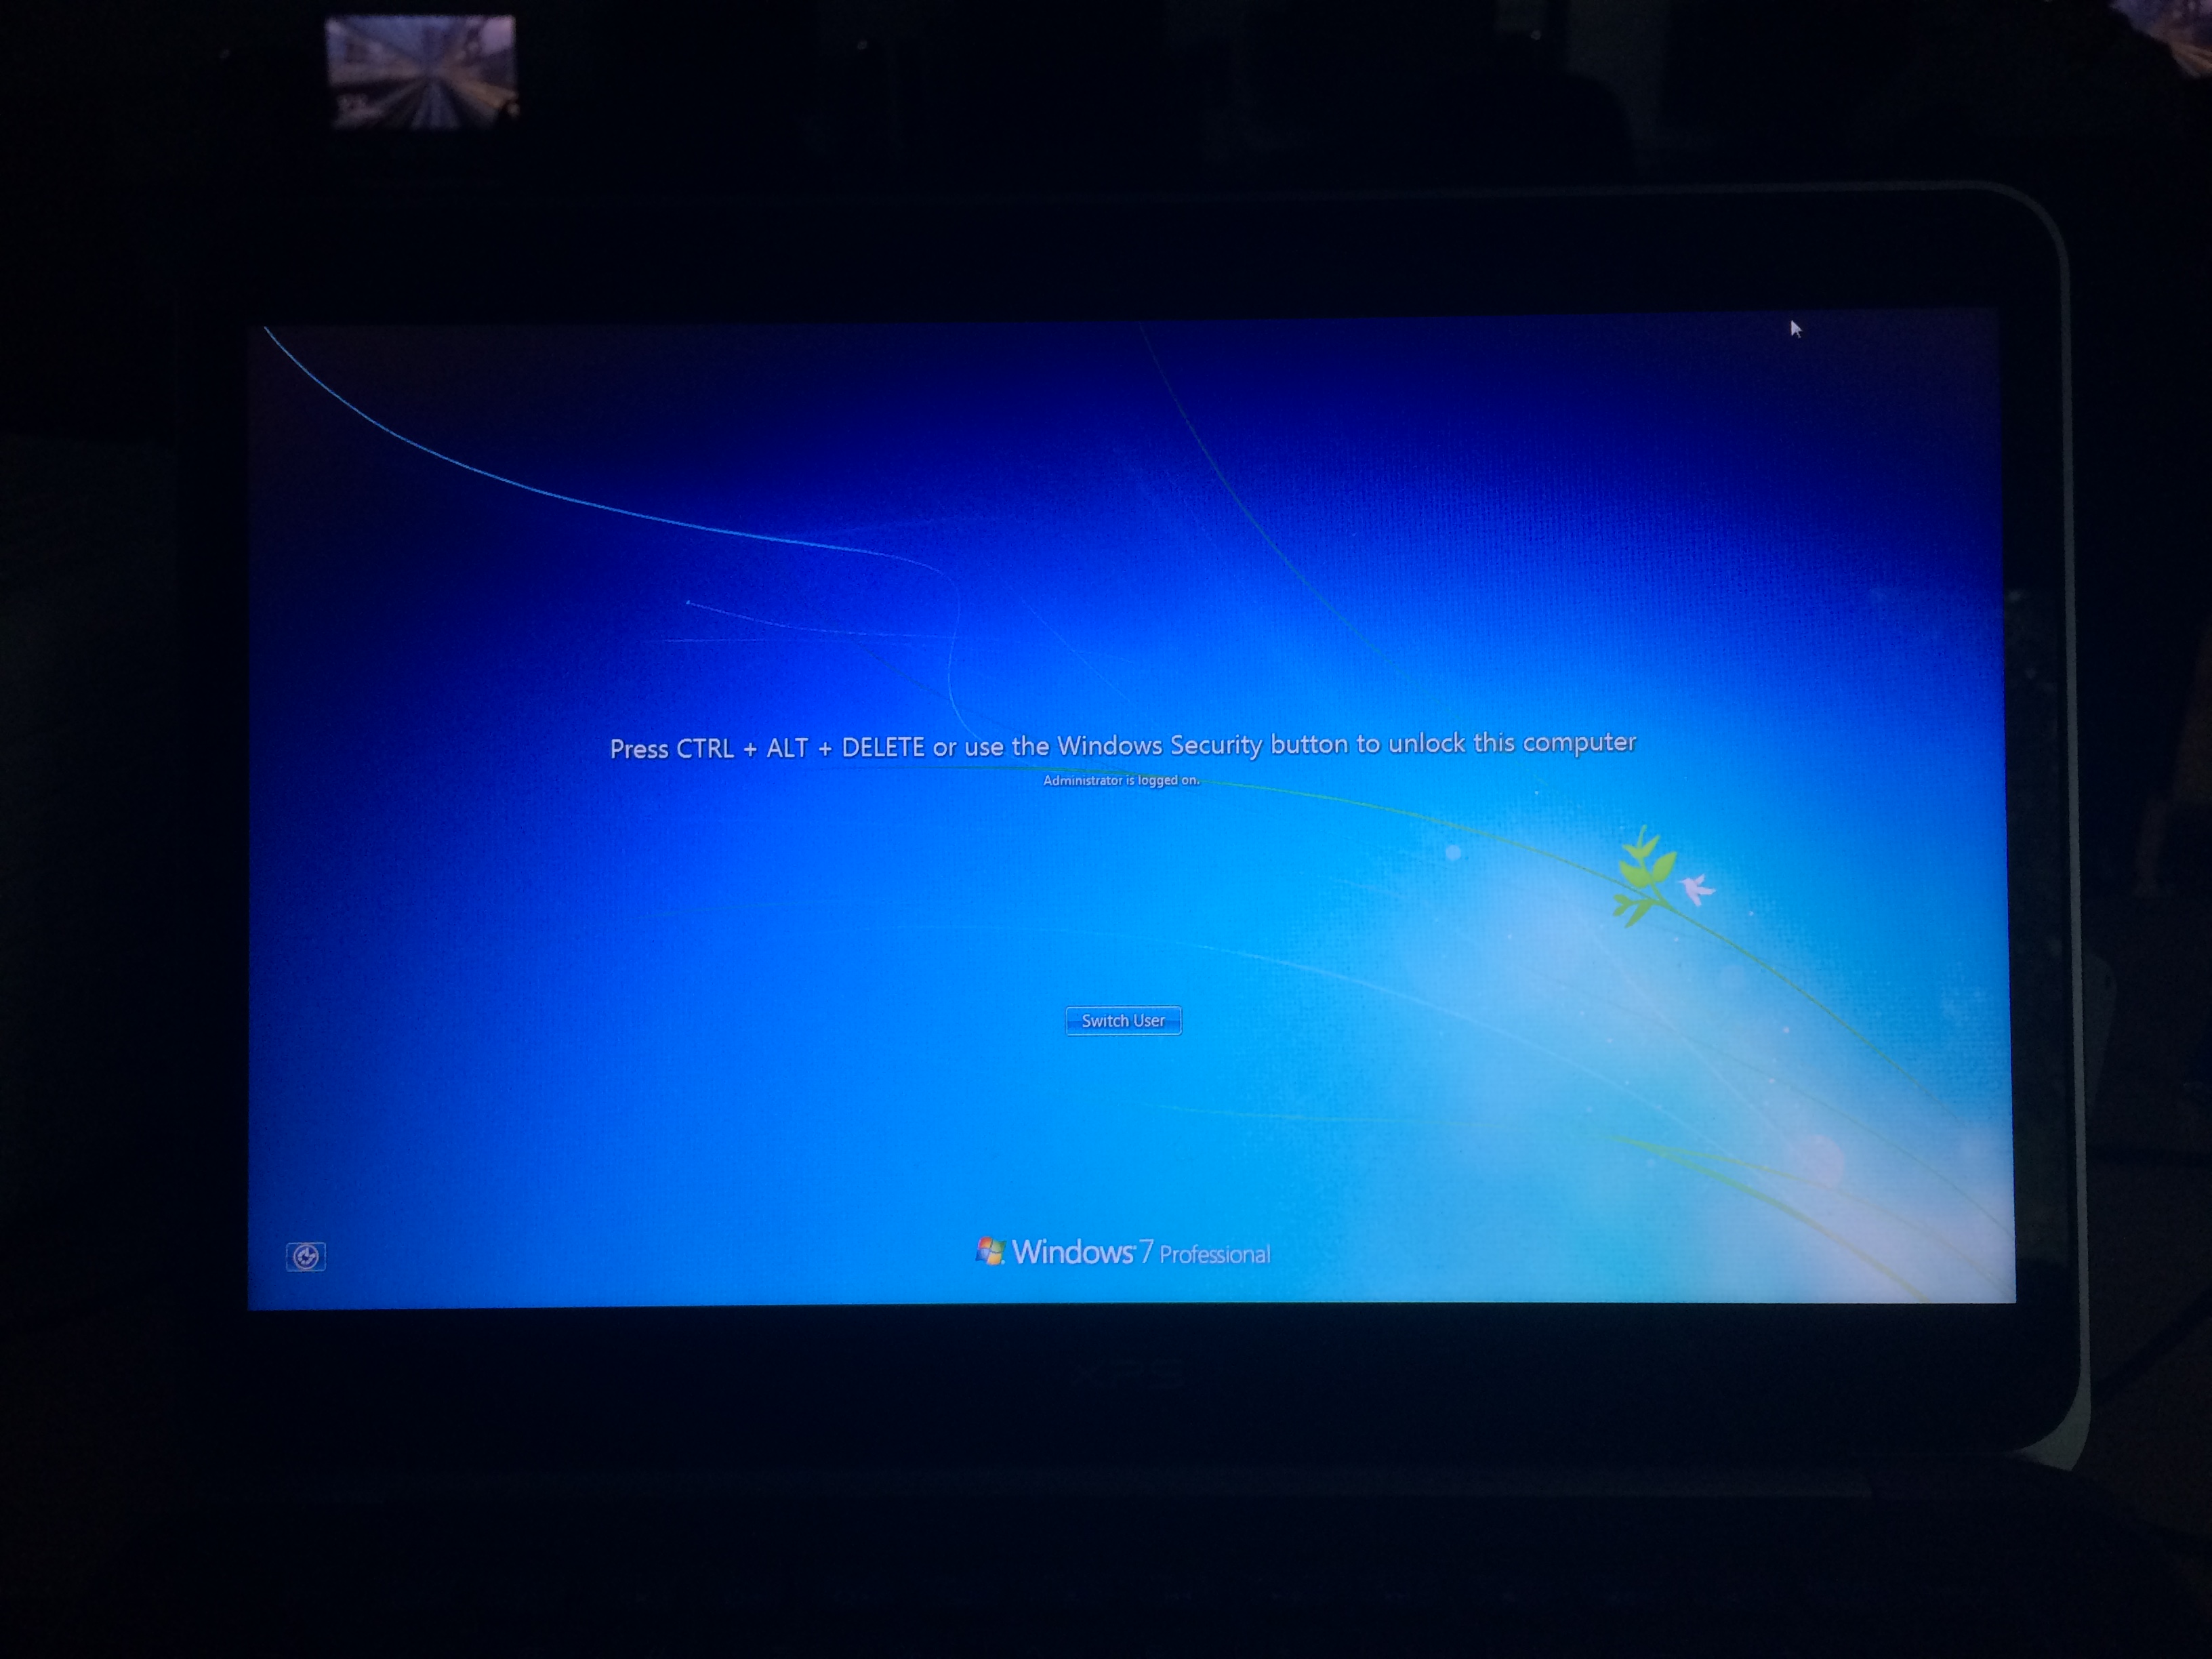 Press CTRL + ALT + DELETE or use the Windows Security button to unlock this computer
Administrator is logged on.
Switch User
Windows 7 Professional
XPS